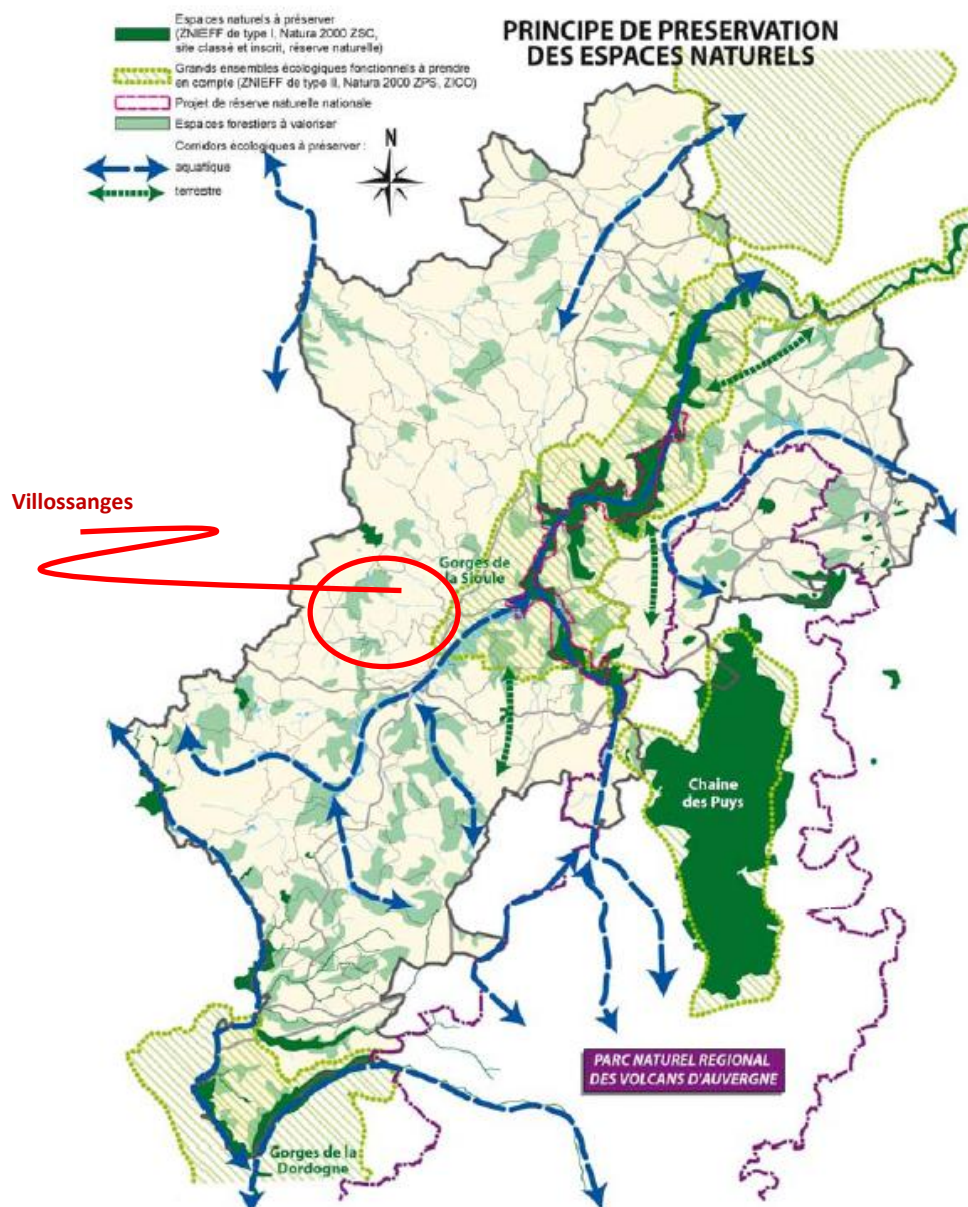 PRINCIPE DE PRESERVATION
DES ESPACES NATURELS
Espaces naturels à préserver
(ZNIEFF de type I, Natura 2000 ZSC,
site classé et inscrit, réserve naturelle)
Grands ensembles écologiques fonctionnels à prendre
en compte (ZNIEFF de type II, Natura 2000 ZPS, ZICO)
Projet de réserve naturelle nationale
Espaces forestiers à valoriser
Corridors écologiques à préserver :
aquatique
terrestre
N
Villossanges
Gorges de
la Sioule
Chaine
des Puys
PARC NATUREL REGIONAL
DES VOLCANS D'AUVERGNE
Gorges de la
Dordogne